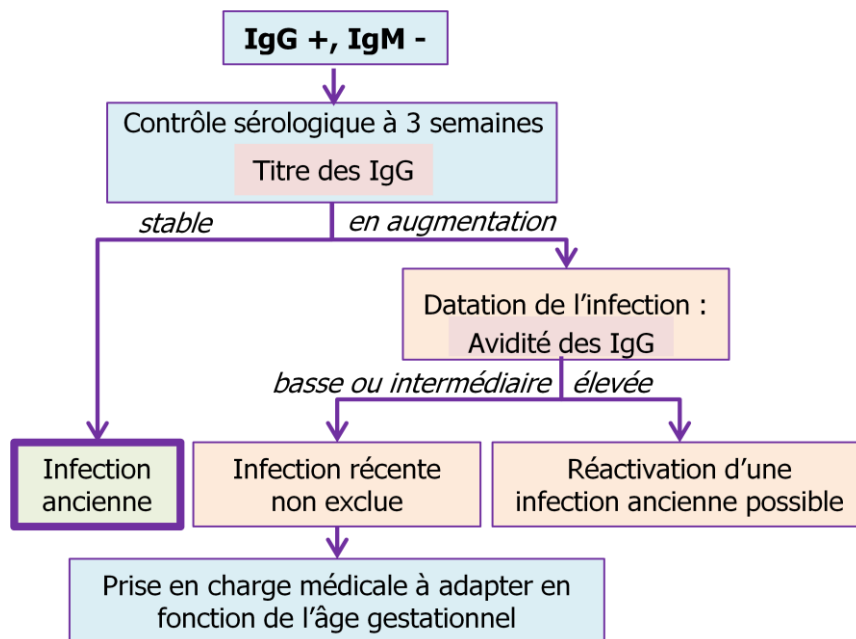 IgG +, IgM -
Contrôle sérologique à 3 semaines
Titre des IgG
stable
en augmentation
Datation de l'infection :
Avidité des IgG
basse ou intermédiaire
élevée
Infection
ancienne
Infection récente
non exclue
Réactivation d'une
infection ancienne possible
Prise en charge médicale à adapter en
fonction de l'âge gestationnel